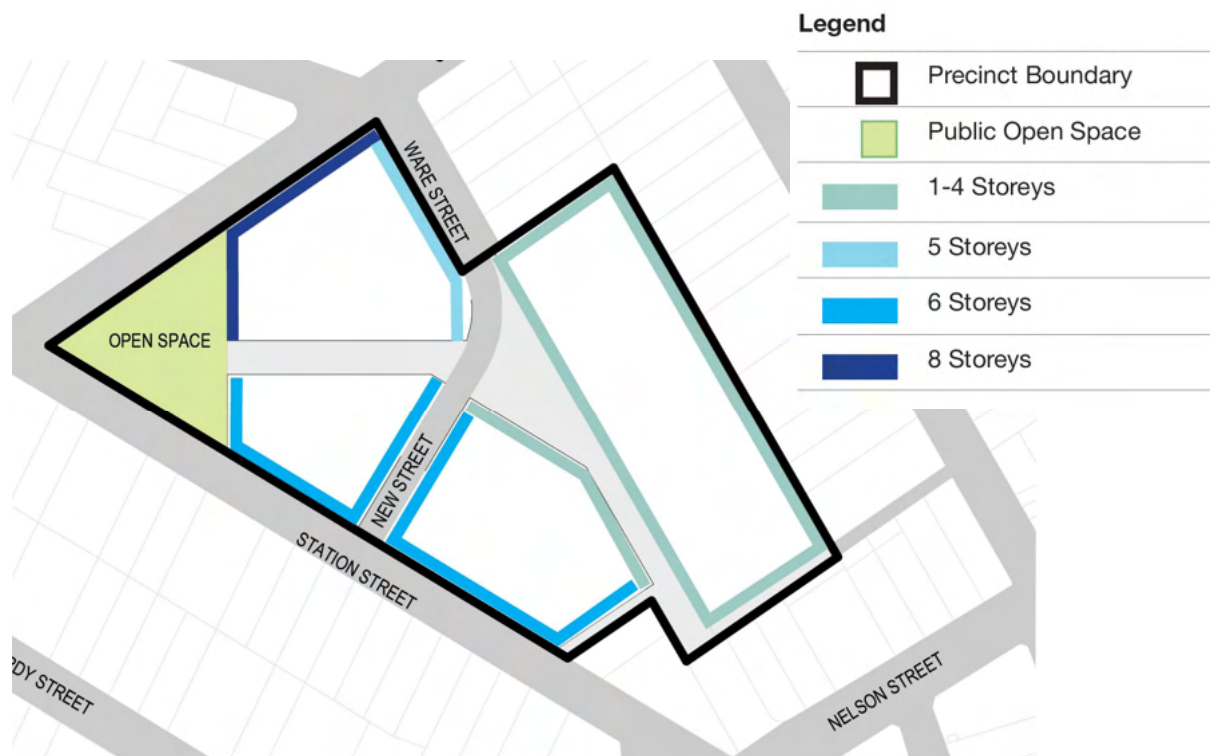 Legend
Precinct Boundary
Public Open Space
1-4 Storeys
5 Storeys
6 Storeys
8 Storeys
WARE STREET
OPEN SPACE
NEW STREET
STATION STREET
NELSON STREET
RDY STREET